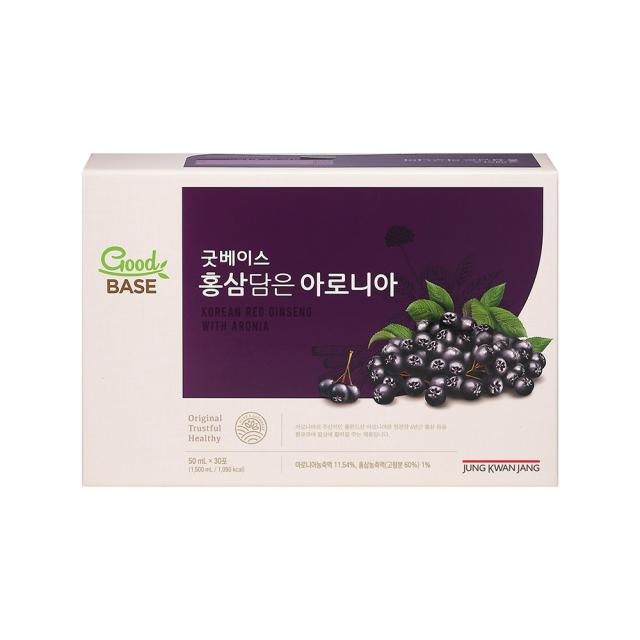 Good
BASE
굿베이스
홍삼담은 아로니아
KOREAN RED GINSENG
WITH ARONIA
Original
Trustful
Healthy
50 mL × 30포
(1,500 mL / 1,090 kcal)
아로니아농축액 11.54%, 홍삼농축액(고형분 60%) 1%
JUNG KWAN JANG